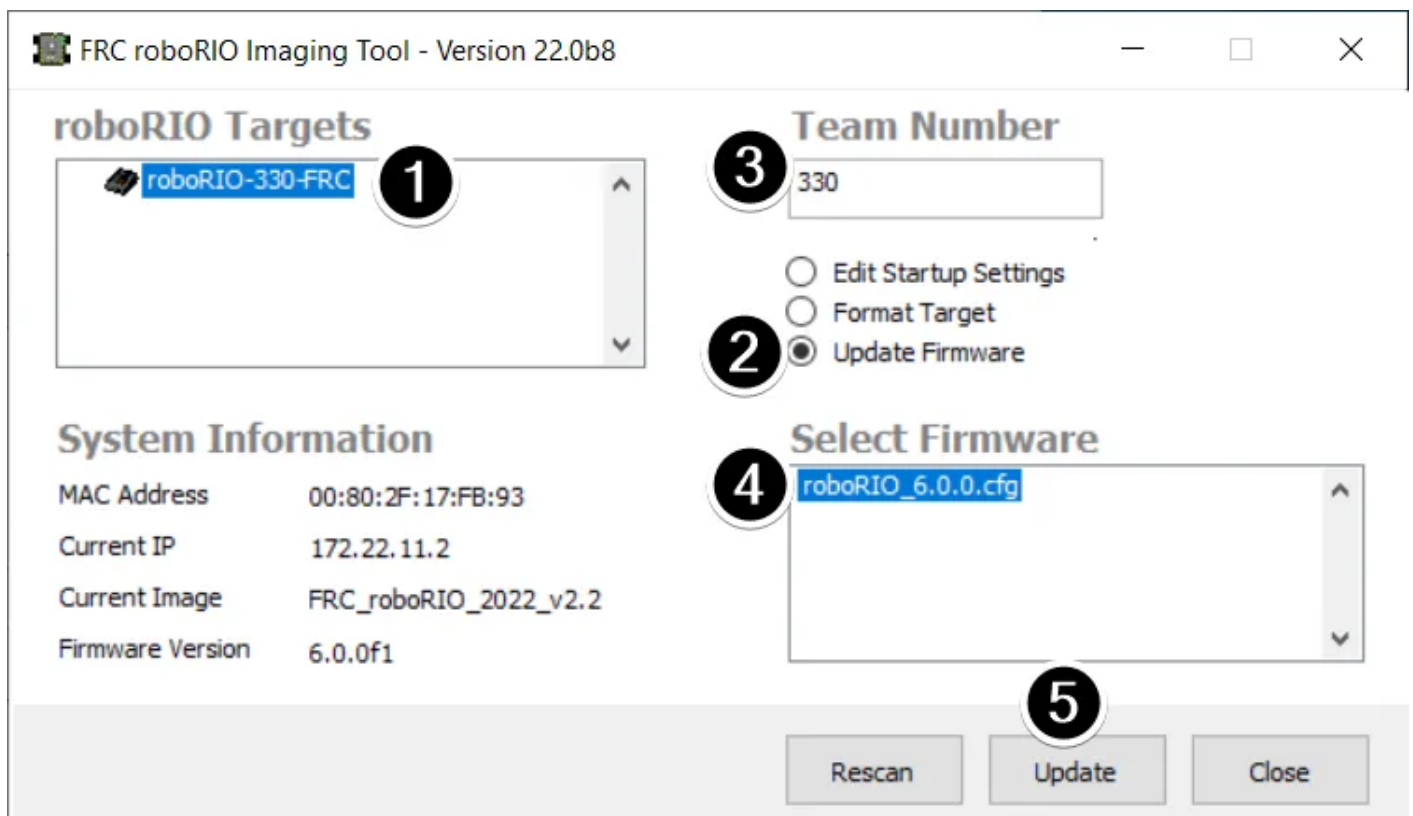 FRC roboRIO Imaging Tool - Version 22.0b8
roboRIO Targets
roboRIO-330-FRC
1
Team Number
3
330
Edit Startup Settings
Format Target
2
Update Firmware
System Information
MAC Address 00:80:2F:17:FB:93
Current IP 172.22.11.2
Current Image FRC_roboRIO_2022_v2.2
Firmware Version 6.0.0f1
Select Firmware
4
roboRIO_6.0.0.cfg
5
Rescan Update Close